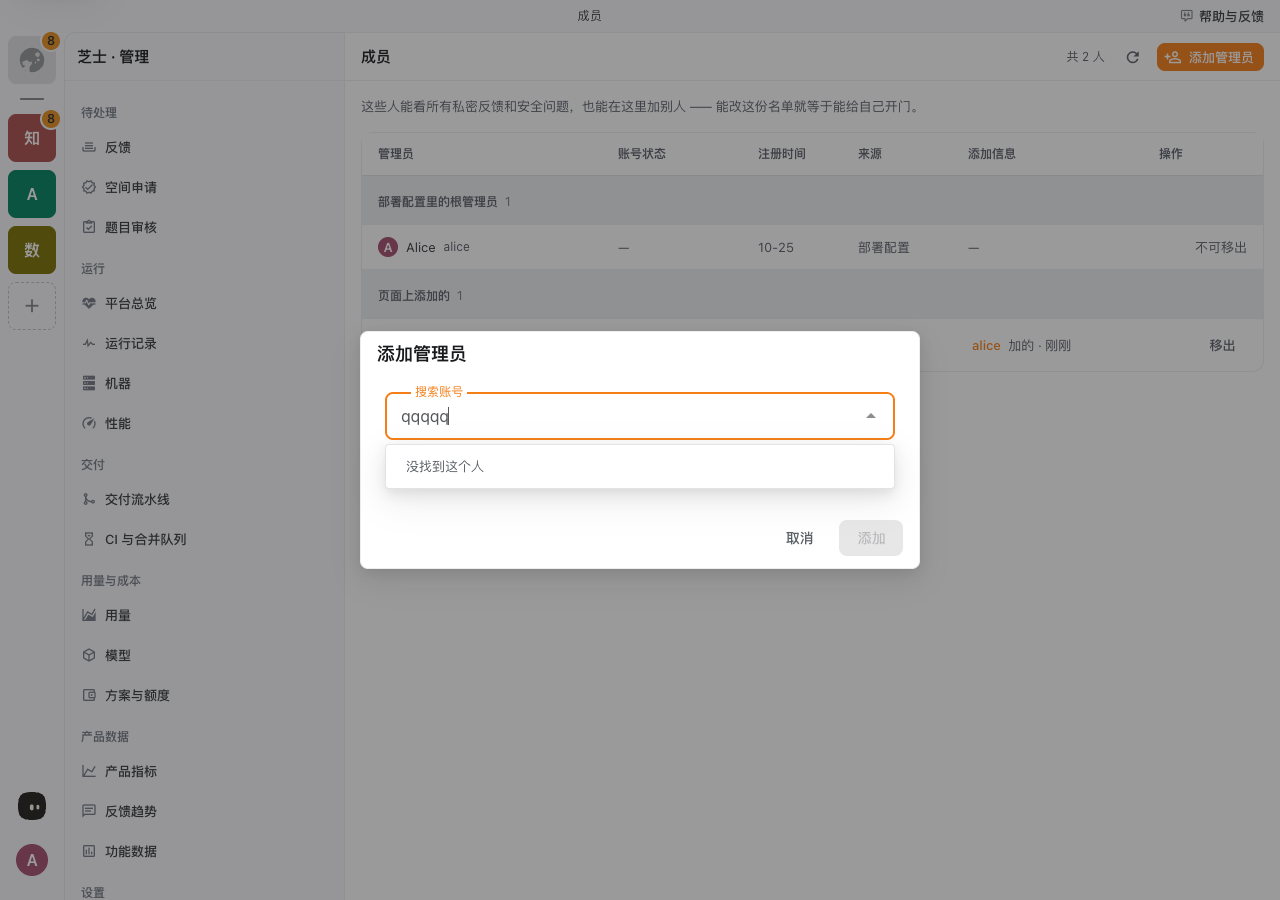 成员
帮助与反馈
8
知
8
A
数
A
芝士 · 管理
待处理
反馈
空间申请
题目审核
运行
平台总览
运行记录
机器
性能
交付
交付流水线
CI 与合并队列
用量与成本
用量
模型
方案与额度
产品数据
产品指标
反馈趋势
功能数据
设置
成员
共 2 人
添加管理员
这些人能看所有私密反馈和安全问题，也能在这里加别人 —— 能改这份名单就等于能给自己开门。
管理员 账号状态 注册时间 来源 添加信息 操作
部署配置里的根管理员 1
A Alice alice — 10-25 部署配置 — 不可移出
页面上添加的 1
alice 加的 · 刚刚 移出
添加管理员
搜索账号
qqqqq
没找到这个人
取消 添加